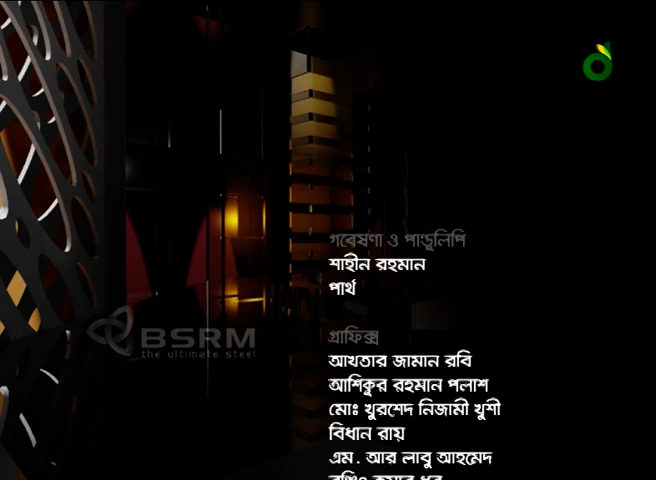 গবেষণা ও পাণ্ডুলিপি
শাহীন রহমান
পার্থ
BSRM
the ultimate steel
গ্রাফিক্স
আখতার জামান রবি
আশিকুর রহমান পলাশ
মোঃ খুরশেদ নিজামী খুশী
বিধান রায়
এম. আর লাবু আহমেদ